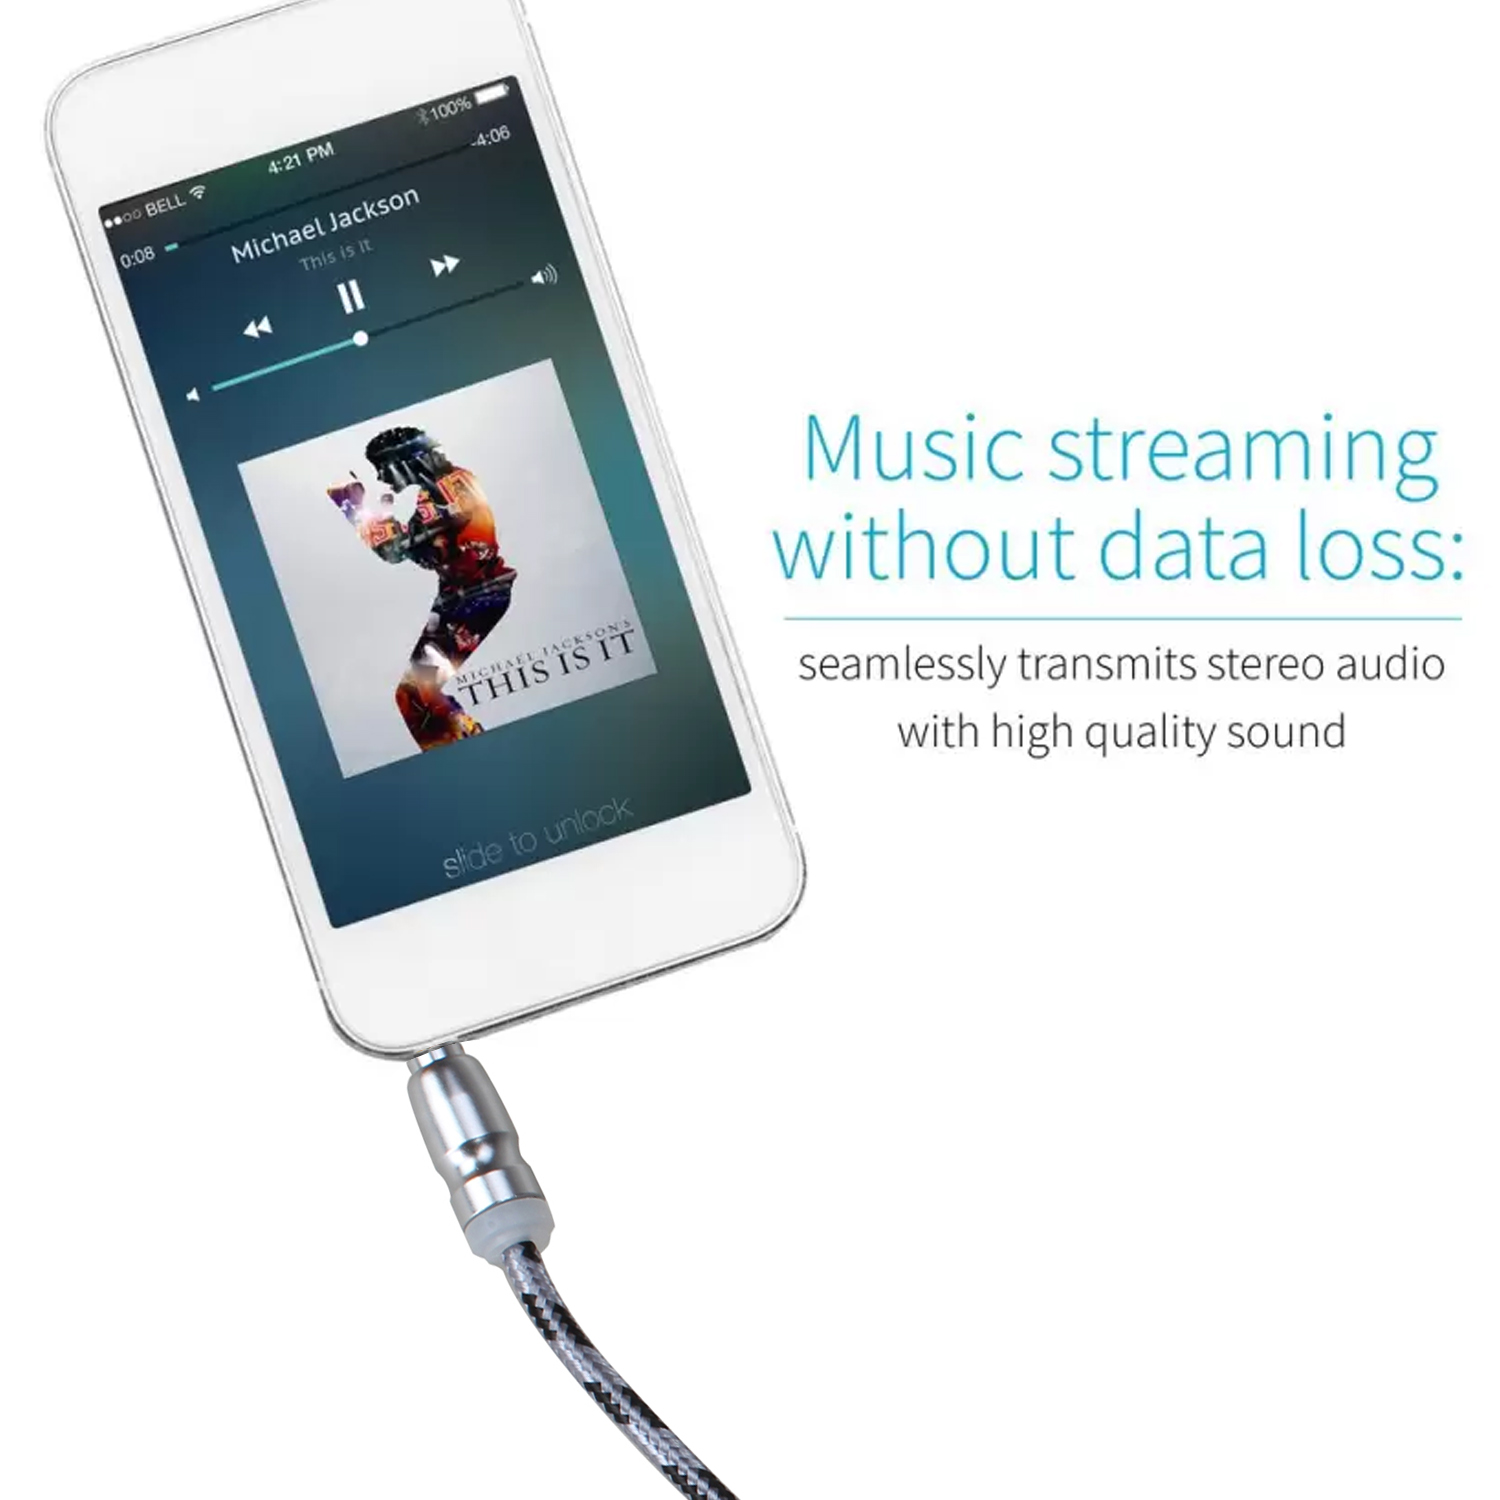 BELL 4:21 PM 100%
0:08 -4:06
Michael Jackson
This is it
MICHAEL JACKSON'S
THIS IS IT
slide to unlock
Music streaming
without data loss:
seamlessly transmits stereo audio
with high quality sound